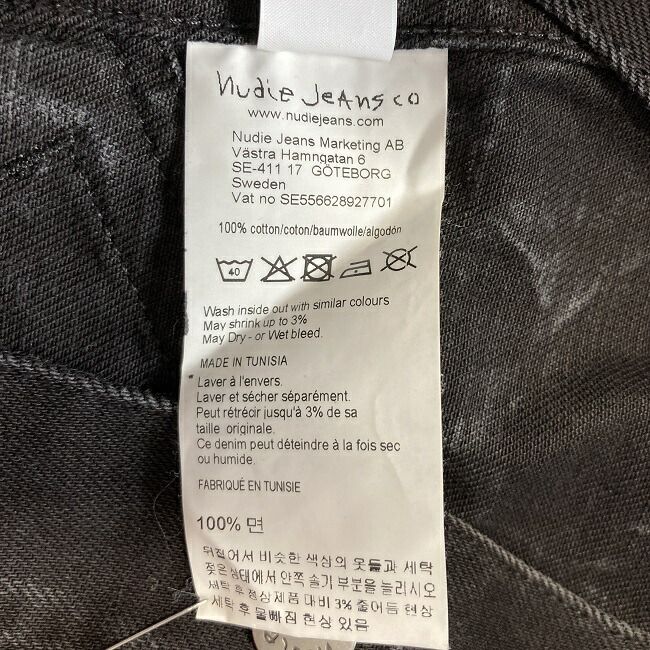 Nudie Jeans co
www.nudiejeans.com
Nudie Jeans Marketing AB
Västra Hamngatan 6
SE-411 17 GÖTEBORG
Sweden
Vat no SE556628927701
100% cotton/coton/baumwolle/algodón
40
Wash inside out with similar colours
May shrink up to 3%
May Dry - or Wet bleed.
MADE IN TUNISIA
Laver à l'envers.
Laver et sécher séparément.
Peut rétrécir jusqu'à 3% de sa
taille originale.
Ce denim peut déteindre à la fois sec
ou humide.
FABRIQUÉ EN TUNISIE
100% 면
뒤집어서 비슷한 색상의 옷들과 세탁
젖은 상태에서 안쪽 솔기 부분을 늘리시오
세탁 후 정상제품 대비 3% 줄어듬 현상
세탁 후 물빠짐 현상 있음